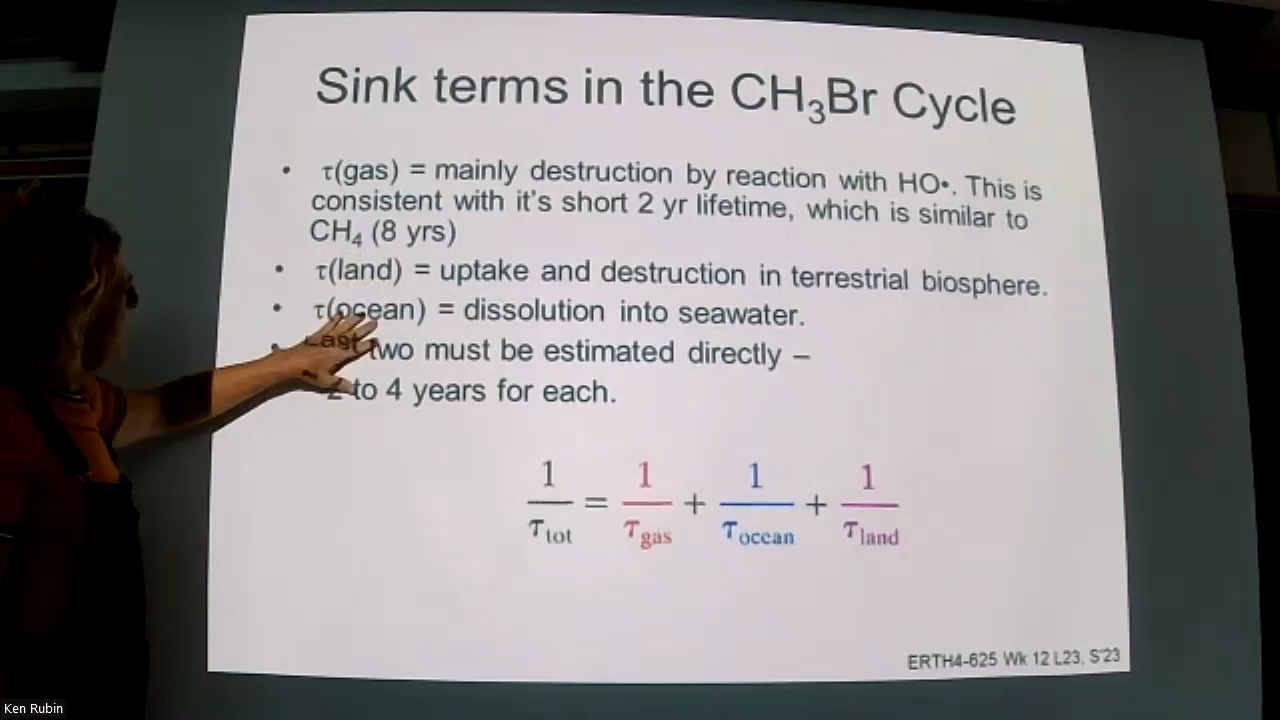 Sink terms in the CH₃Br Cycle
• τ(gas) = mainly destruction by reaction with HO•. This is
consistent with it's short 2 yr lifetime, which is similar to
CH₄ (8 yrs)
• τ(land) = uptake and destruction in terrestrial biosphere.
• τ(ocean) = dissolution into seawater.
• Last two must be estimated directly –
2 to 4 years for each.
1/τtot = 1/τgas + 1/τocean + 1/τland
ERTH4-625 Wk 12 L23, S'23
Ken Rubin